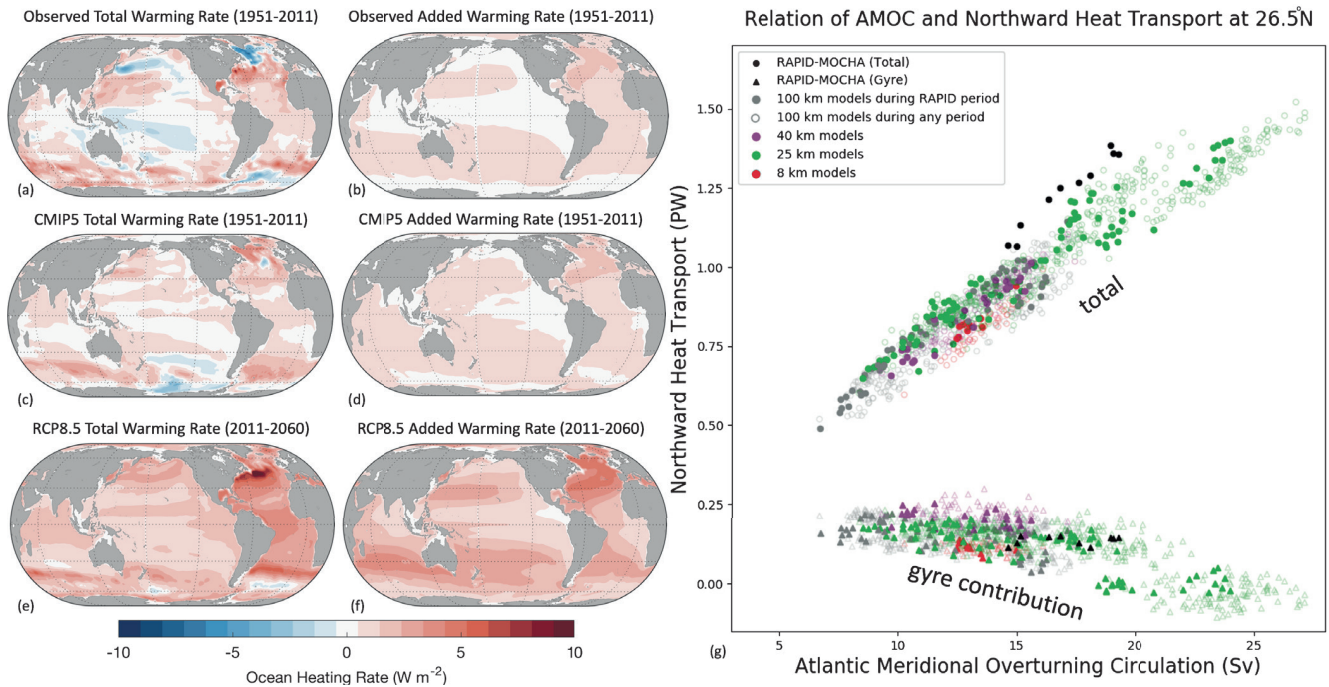 Observed Total Warming Rate (1951-2011)
Observed Added Warming Rate (1951-2011)
(a)
(b)
CMIP5 Total Warming Rate (1951-2011)
CMIP5 Added Warming Rate (1951-2011)
(c)
(d)
RCP8.5 Total Warming Rate (2011-2060)
RCP8.5 Added Warming Rate (2011-2060)
(e)
(f)
-10 -5 0 5 10
Ocean Heating Rate (W m⁻²)
Relation of AMOC and Northward Heat Transport at 26.5°N
RAPID-MOCHA (Total)
RAPID-MOCHA (Gyre)
100 km models during RAPID period
100 km models during any period
40 km models
25 km models
8 km models
Northward Heat Transport (PW)
1.50
1.25
1.00
0.75
0.50
0.25
0.00
total
gyre contribution
(g)
5 10 15 20 25
Atlantic Meridional Overturning Circulation (Sv)